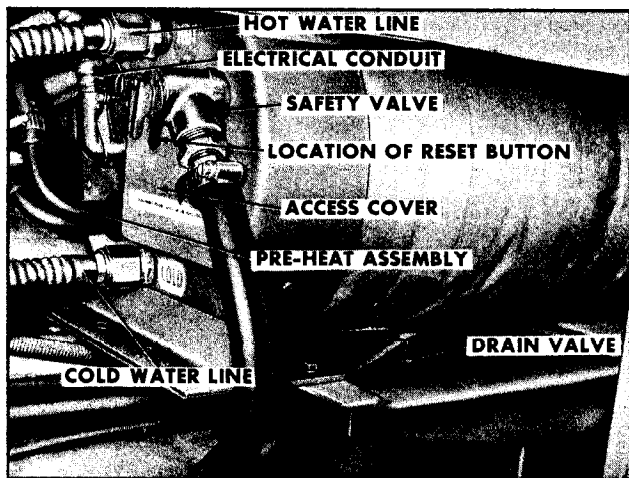 HOT WATER LINE
ELECTRICAL CONDUIT
SAFETY VALVE
LOCATION OF RESET BUTTON
ACCESS COVER
PRE-HEAT ASSEMBLY
COLD
DRAIN VALVE
COLD WATER LINE